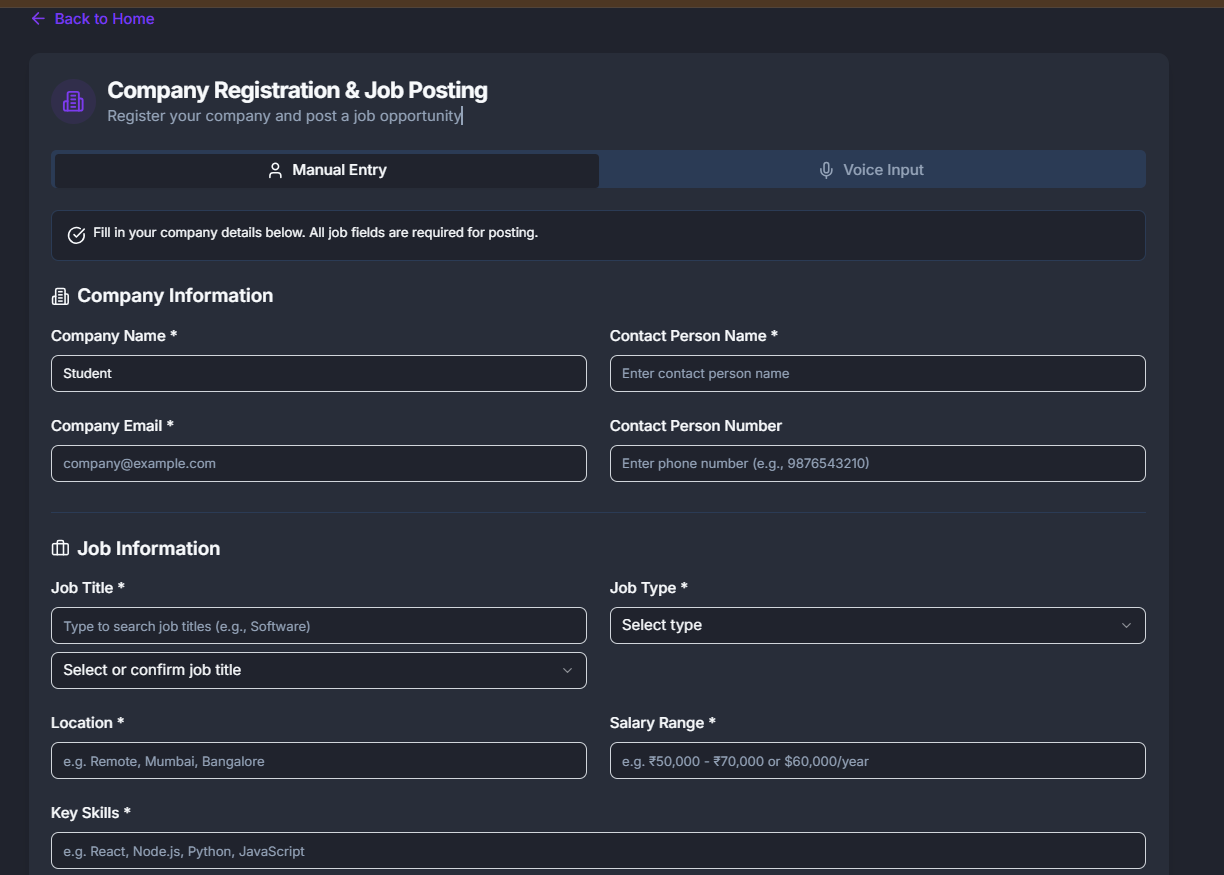 Back to Home
Company Registration & Job Posting
Register your company and post a job opportunity
Manual Entry
Voice Input
Fill in your company details below. All job fields are required for posting.
Company Information
Company Name *
Contact Person Name *
Student
Enter contact person name
Company Email *
Contact Person Number
company@example.com
Enter phone number (e.g., 9876543210)
Job Information
Job Title *
Job Type *
Type to search job titles (e.g., Software)
Select type
Select or confirm job title
Location *
Salary Range *
e.g. Remote, Mumbai, Bangalore
e.g. ₹50,000 - ₹70,000 or $60,000/year
Key Skills *
e.g. React, Node.js, Python, JavaScript